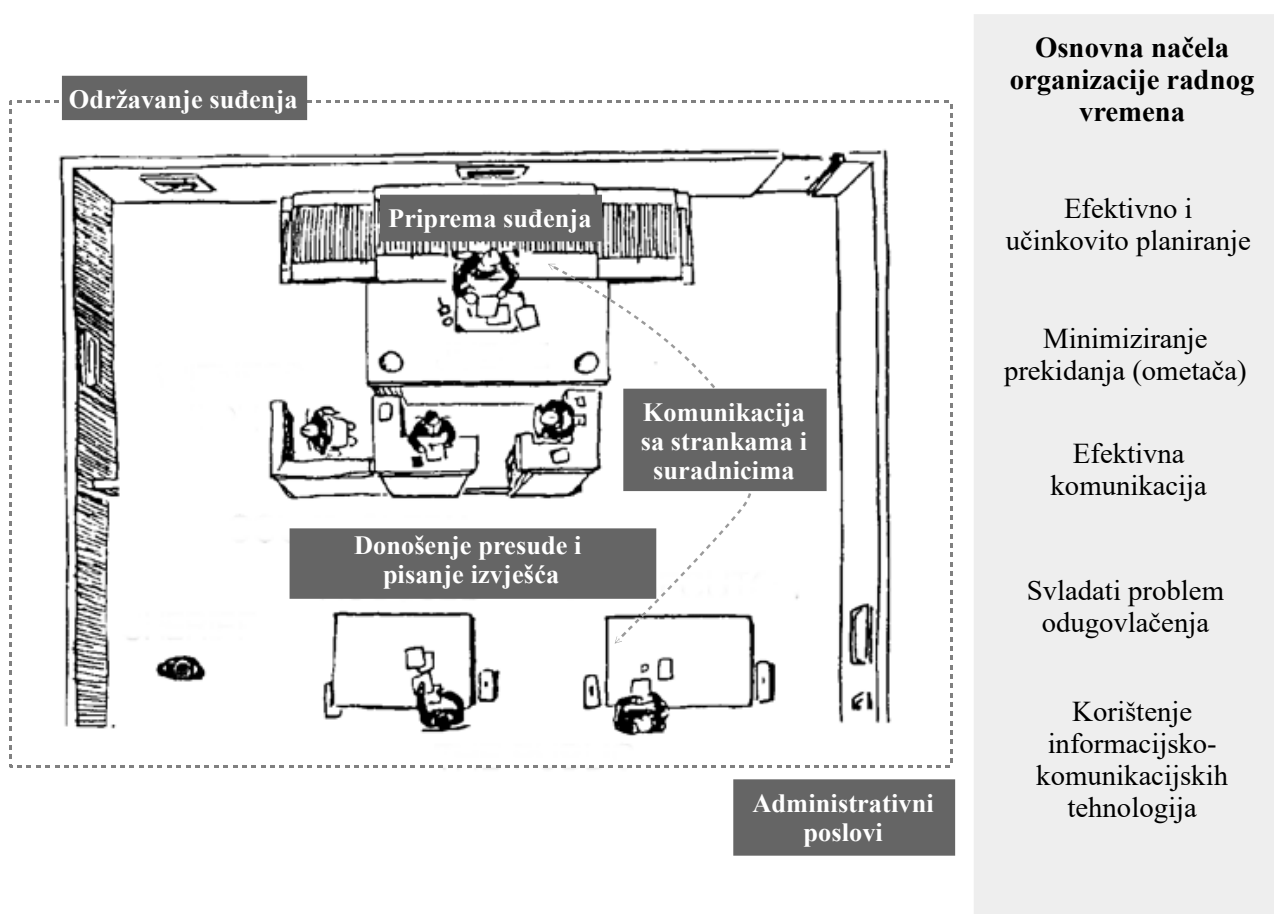 Održavanje suđenja
Priprema suđenja
Komunikacija
sa strankama i
suradnicima
Donošenje presude i
pisanje izvješća
Administrativni
poslovi
Osnovna načela
organizacije radnog
vremena
Efektivno i
učinkovito planiranje
Minimiziranje
prekidanja (ometača)
Efektivna
komunikacija
Svladati problem
odugovlačenja
Korištenje
informacijsko-
komunikacijskih
tehnologija